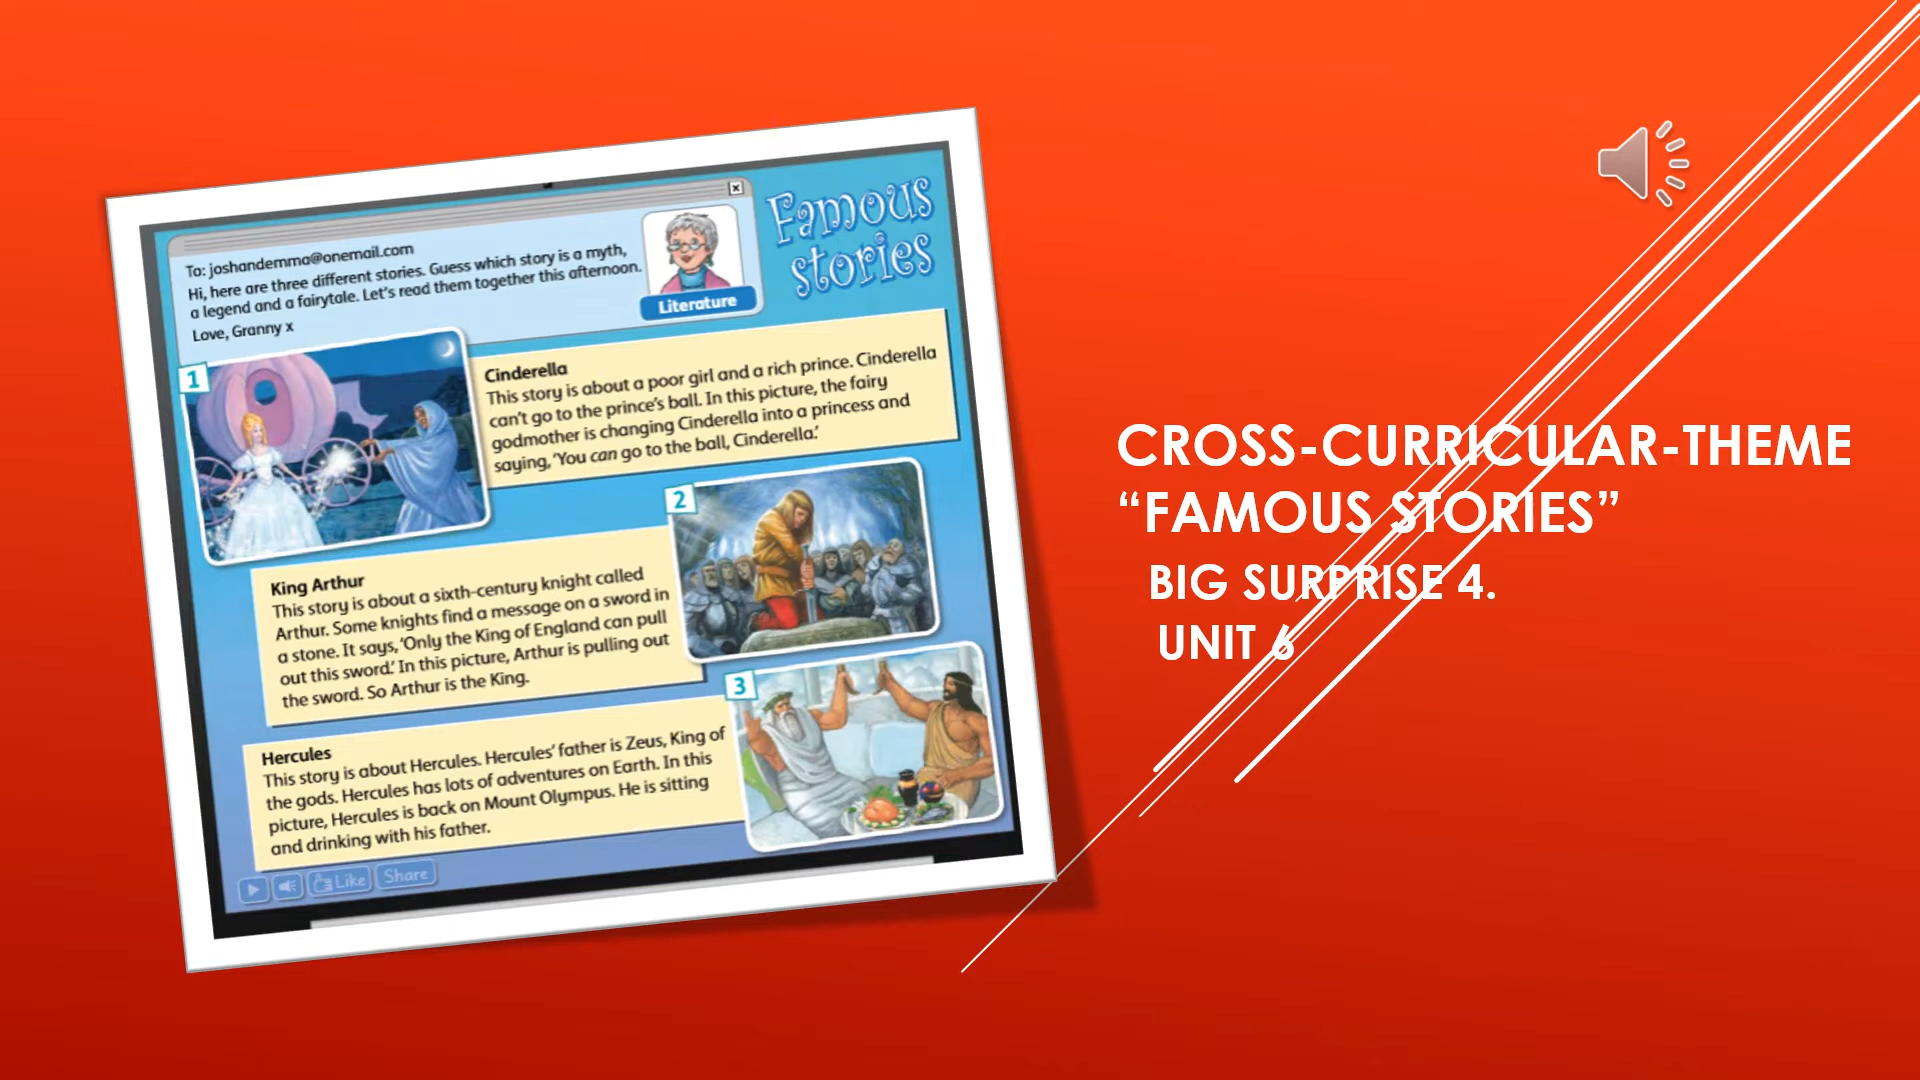 To: joshandemma@onemail.com
Hi, here are three different stories. Guess which story is a myth,
a legend and a fairytale. Let's read them together this afternoon.
Love, Granny x
Literature
Famous
stories
1
Cinderella
This story is about a poor girl and a rich prince. Cinderella
can't go to the prince's ball. In this picture, the fairy
godmother is changing Cinderella into a princess and
saying, 'You can go to the ball, Cinderella.'
2
King Arthur
This story is about a sixth-century knight called
Arthur. Some knights find a message on a sword in
a stone. It says, 'Only the King of England can pull
out this sword.' In this picture, Arthur is pulling out
the sword. So Arthur is the King.
3
Hercules
This story is about Hercules. Hercules' father is Zeus, King of
the gods. Hercules has lots of adventures on Earth. In this
picture, Hercules is back on Mount Olympus. He is sitting
and drinking with his father.
Like
Share
CROSS-CURRICULAR-THEME
“FAMOUS STORIES”
BIG SURPRISE 4.
UNIT 6